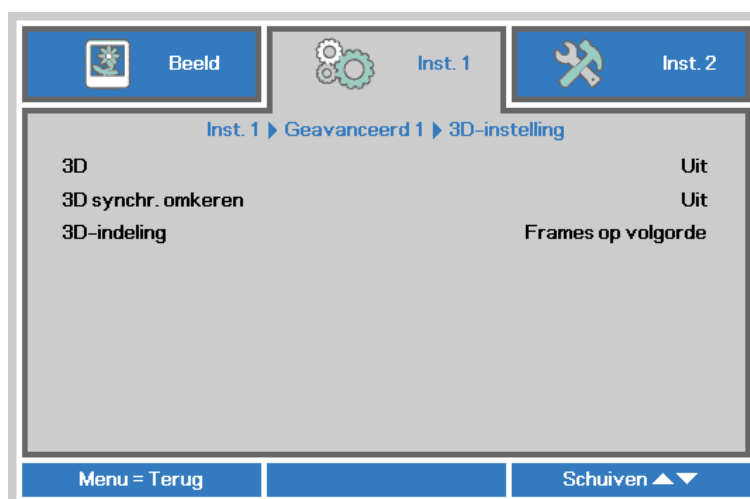 Beeld
Inst. 1
Inst. 2
Inst. 1 ▶ Geavanceerd 1 ▶ 3D-instelling
3D Uit
3D synchr. omkeren Uit
3D-indeling Frames op volgorde
Menu = Terug
Schuiven ▲▼